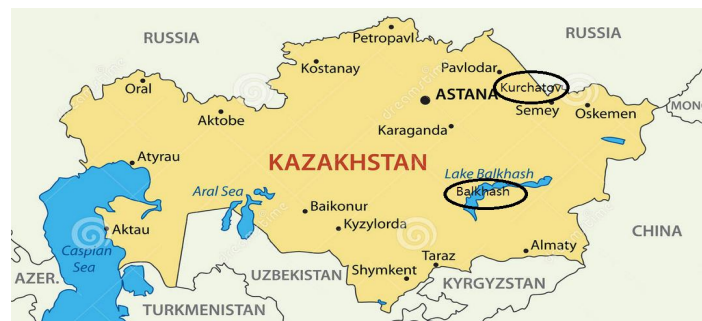 RUSSIA
RUSSIA
Petropavl
Kostanay
Pavlodar
Kurchatov
Oral
ASTANA
Semey
Oskemen
MONG
Aktobe
Karaganda
Atyrau
KAZAKHSTAN
Lake Balkhash
Aral Sea
Balkhash
Baikonur
Aktau
Kyzylorda
CHINA
Caspian
Sea
Almaty
Taraz
AZER.
UZBEKISTAN
Shymkent
KYRGYZSTAN
TURKMENISTAN